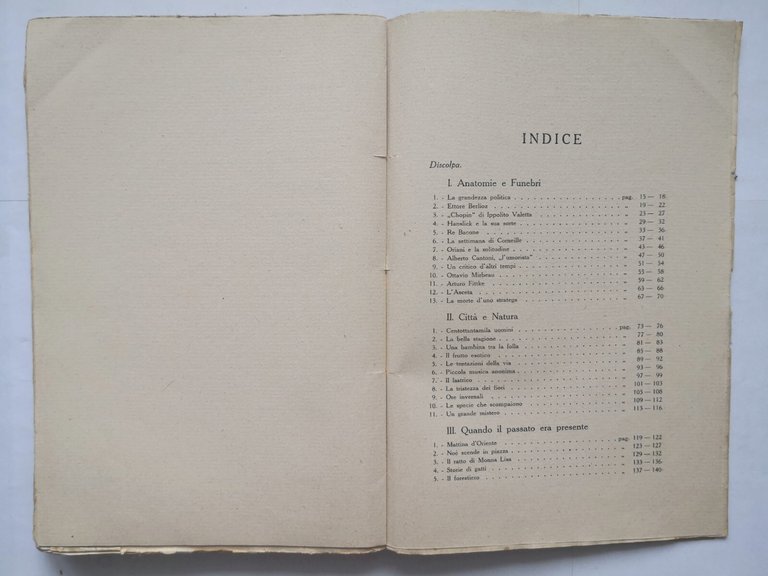 INDICE
Discolpa.
I. Anatomie e Funebri
1. - La grandezza politica . . . . . . . . . . . . pag. 15 — 18
2. - Ettore Berlioz . . . . . . . . . . . . „ 19 — 22
3. - „Chopin" di Ippolito Valetta . . . . . . . . . . . . „ 23 — 27
4. - Hanslick e la sua sorte . . . . . . . . . . . . „ 29 — 32
5. - Re Bacone . . . . . . . . . . . . „ 33 — 36
6. - La settimana di Corneille . . . . . . . . . . . . „ 37 — 41
7. - Oriani e la solitudine . . . . . . . . . . . . „ 43 — 46
8. - Alberto Cantoni, „l'umorista" . . . . . . . . . . . . „ 47 — 50
9. - Un critico d'altri tempi . . . . . . . . . . . . „ 51 — 54
10. - Ottavio Mirbeau . . . . . . . . . . . . „ 55 — 58
11. - Arturo Fittke . . . . . . . . . . . . „ 59 — 62
12. - L'Asceta . . . . . . . . . . . . „ 63 — 66
13. - La morte d'uno stratega . . . . . . . . . . . . „ 67 — 70
II. Città e Natura
1. - Centottantamila uomini . . . . . . . . . . . . pag. 73 — 76
2. - La bella stagione . . . . . . . . . . . . „ 77 — 80
3. - Una bambina tra la folla . . . . . . . . . . . . „ 81 — 83
4. - Il frutto esotico . . . . . . . . . . . . „ 85 — 88
5. - Le tentazioni della via . . . . . . . . . . . . „ 89 — 92
6. - Piccola musica anonima . . . . . . . . . . . . „ 93 — 96
7. - Il lastrico . . . . . . . . . . . . „ 97 — 99
8. - La tristezza dei fiori . . . . . . . . . . . . „ 101 — 103
9. - Ore invernali . . . . . . . . . . . . „ 105 — 108
10. - Le specie che scompaiono . . . . . . . . . . . . „ 109 — 112
11. - Un grande mistero . . . . . . . . . . . . „ 113 — 116
III. Quando il passato era presente
1. - Mattina d'Oriente . . . . . . . . . . . . pag. 119 — 122
2. - Noè scende in piazza . . . . . . . . . . . . „ 123 — 127
3. - Il ratto di Monna Lisa . . . . . . . . . . . . „ 129 — 132
4. - Storie di gatti . . . . . . . . . . . . „ 133 — 136
5. - Il forestiero . . . . . . . . . . . . „ 137 — 140